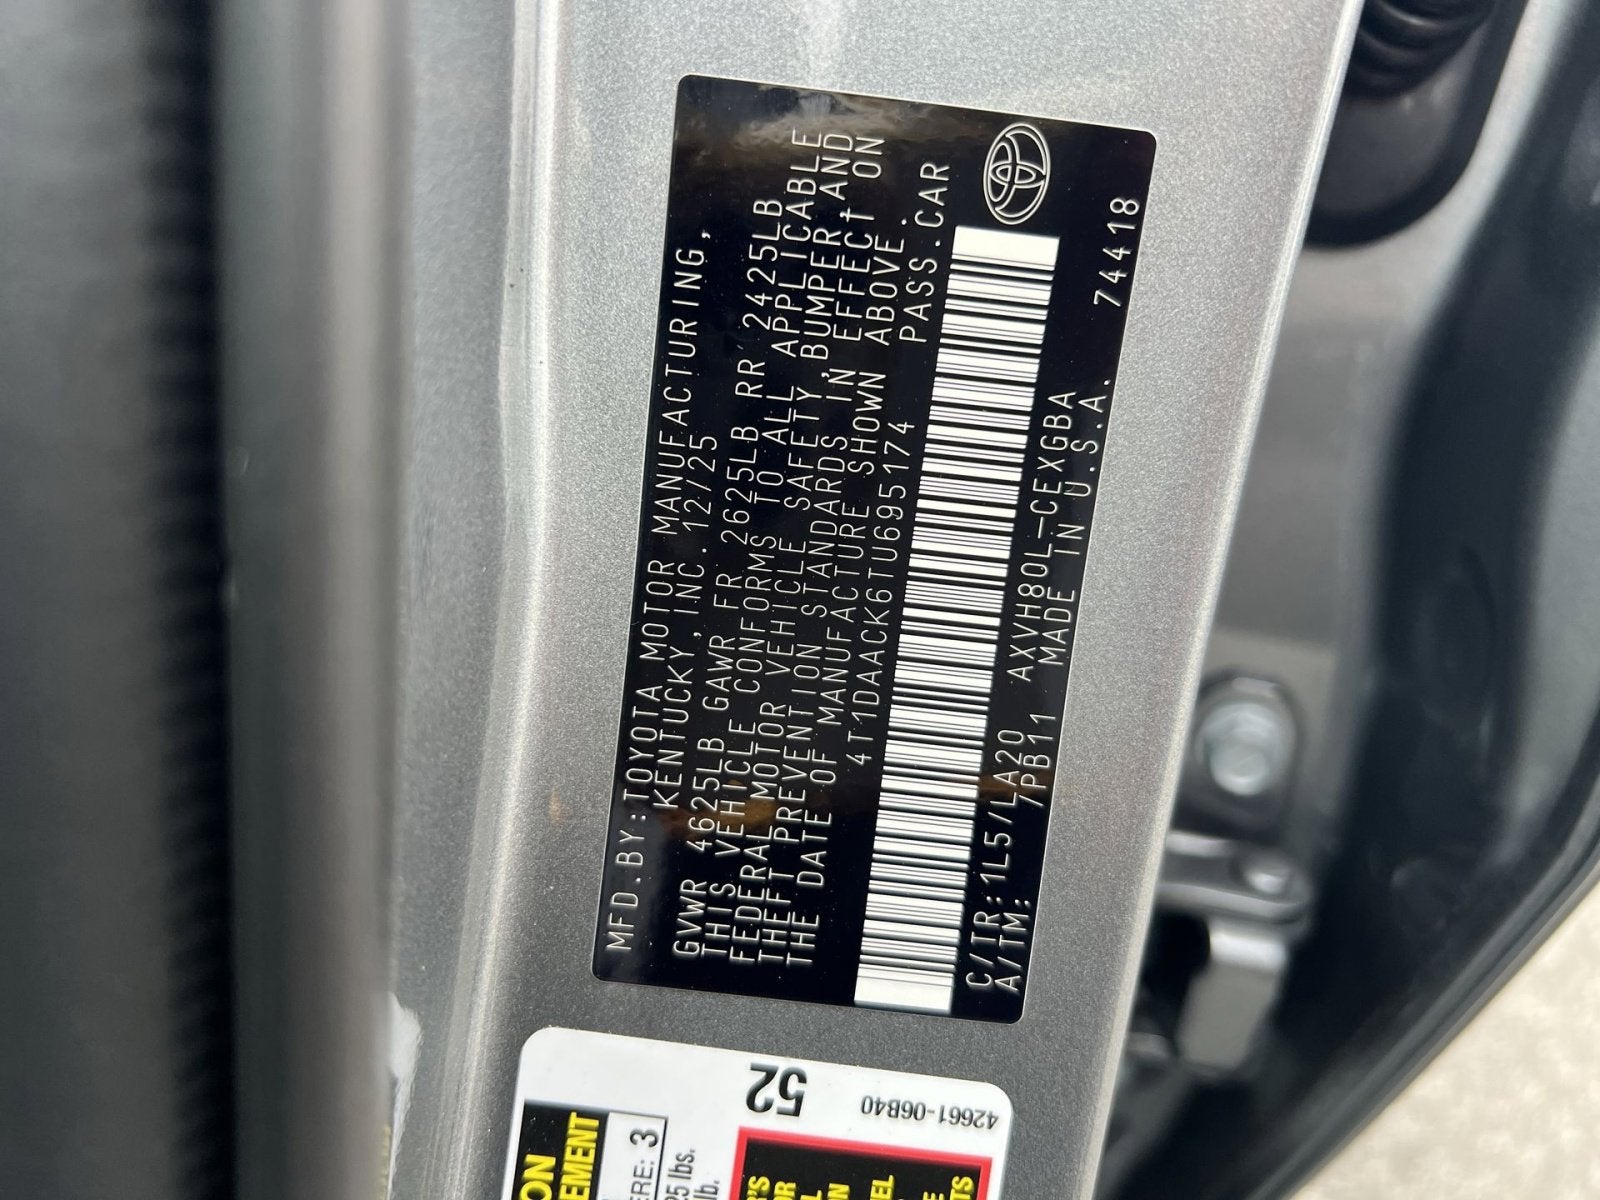 MFD.BY:TOYOTA MOTOR MANUFACTURING,
KENTUCKY, INC. 12/25
GVWR 4625LB GAWR FR 2625LB RR 2425LB
THIS VEHICLE CONFORMS TO ALL APPLICABLE
FEDERAL MOTOR VEHICLE SAFETY, BUMPER, AND
THEFT PREVENTION STANDARDS IN EFFECT ON
THE DATE OF MANUFACTURE SHOWN ABOVE.
4T1DAACK6TU695174 PASS.CAR
C/TR:1L5/LA20 AXVH80L-CEXGBA
A/TM: 7PB11 MADE IN U.S.A. 74418
52
42661-06B40
3